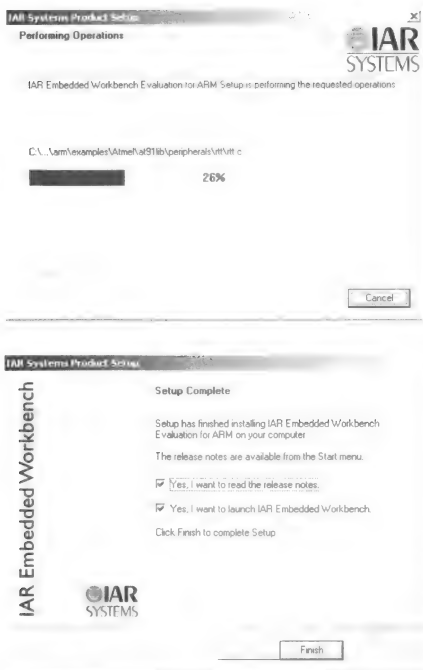 IAR Systems Product Setup
Performing Operations
IAR
SYSTEMS
IAR Embedded Workbench Evaluation for ARM Setup is performing the requested operations
C:\...\arm\examples\Atmel\at91lib\peripherals\rtt\rtt.c
26%
Cancel
IAR Systems Product Setup
IAR Embedded Workbench
Setup Complete
Setup has finished installing IAR Embedded Workbench
Evaluation for ARM on your computer
The release notes are available from the Start menu.
Yes, I want to read the release notes.
Yes, I want to launch IAR Embedded Workbench.
Click Finish to complete Setup
IAR
SYSTEMS
Finish